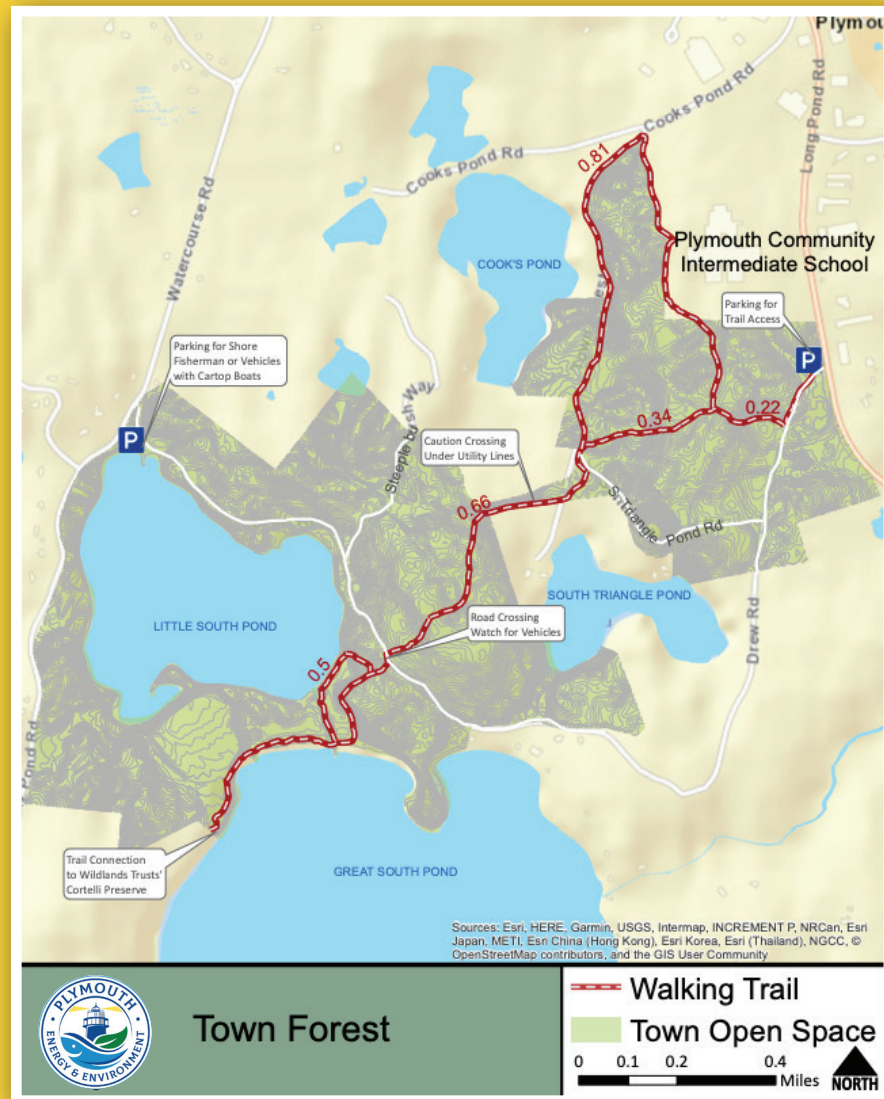 Plymou
Cooks Pond Rd
Cooks Pond Rd
Long Pond Rd
Watercourse Rd
0.81
COOK'S POND
Plymouth Community
Intermediate School
Parking for
Trail Access
P
Parking for Shore
Fisherman or Vehicles
with Cartop Boats
P
Steeplebush Way
Caution Crossing
Under Utility Lines
0.34
0.22
0.66
S. Triangle Pond Rd
SOUTH TRIANGLE POND
LITTLE SOUTH POND
Road Crossing
Watch for Vehicles
Drew Rd
0.5
Pond Rd
Trail Connection
to Wildlands Trusts'
Cortelli Preserve
GREAT SOUTH POND
Sources: Esri, HERE, Garmin, USGS, Intermap, INCREMENT P, NRCan, Esri
Japan, METI, Esri China (Hong Kong), Esri Korea, Esri (Thailand), NGCC, ©
OpenStreetMap contributors, and the GIS User Community
PLYMOUTH
ENERGY & ENVIRONMENT
Town Forest
Walking Trail
Town Open Space
0 0.1 0.2 0.4
Miles
NORTH